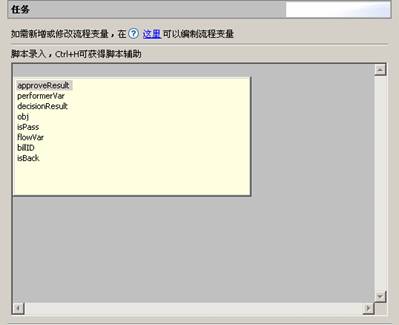 任务
如需新增或修改流程变量，在 ? 这里 可以编制流程变量
脚本录入，Ctrl+H可获得脚本辅助
approveResult
performerVar
decisionResult
obj
isPass
flowVar
billID
isBack